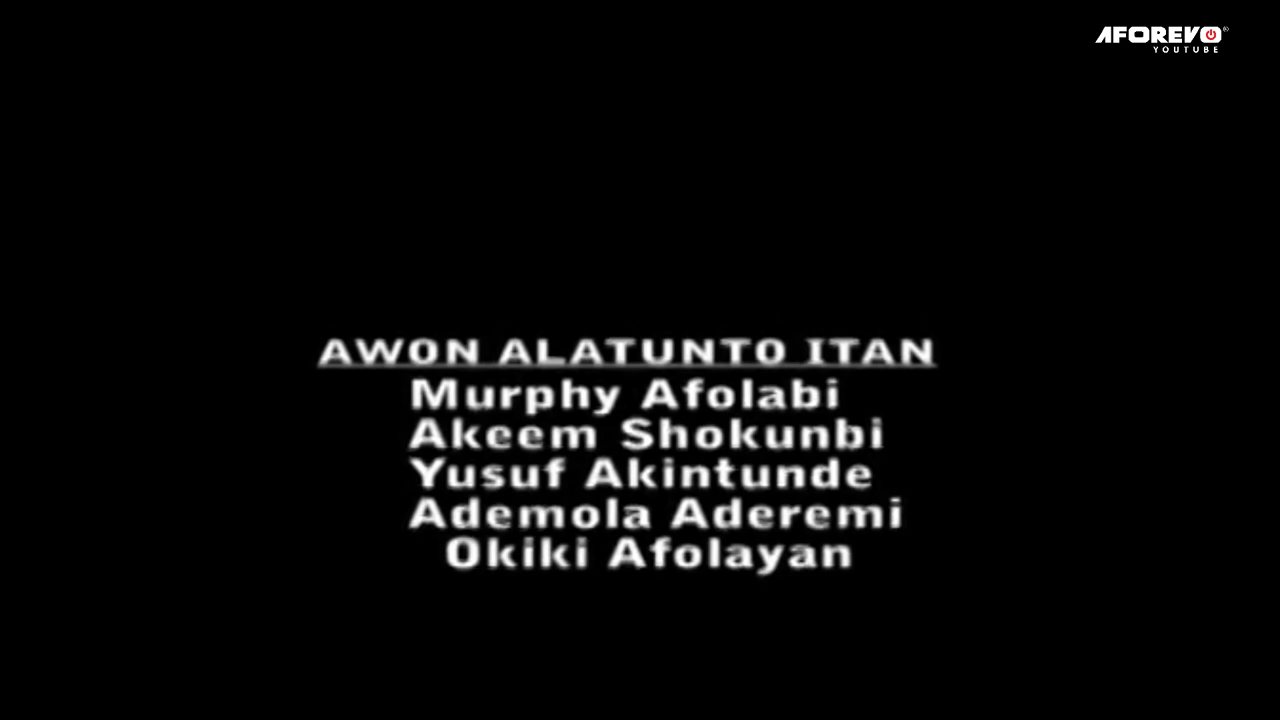 AFOREVO
YOUTUBE
AWON ALATUNTO ITAN
Murphy Afolabi
Akeem Shokunbi
Yusuf Akintunde
Ademola Aderemi
Okiki Afolayan